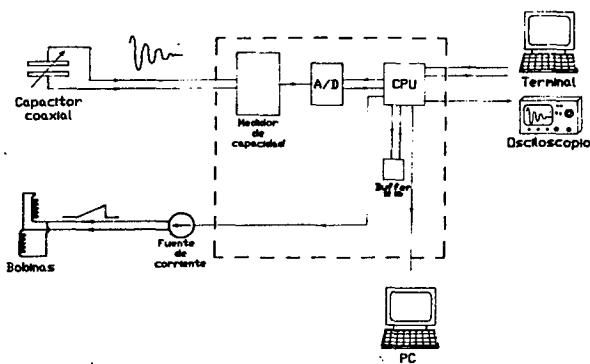 Capacitor
coaxial
Medidor
de
capacidad
A/D
CPU
Terminal
Osciloscopio
Buffer
Bobinas
Fuente
de
corriente
PC